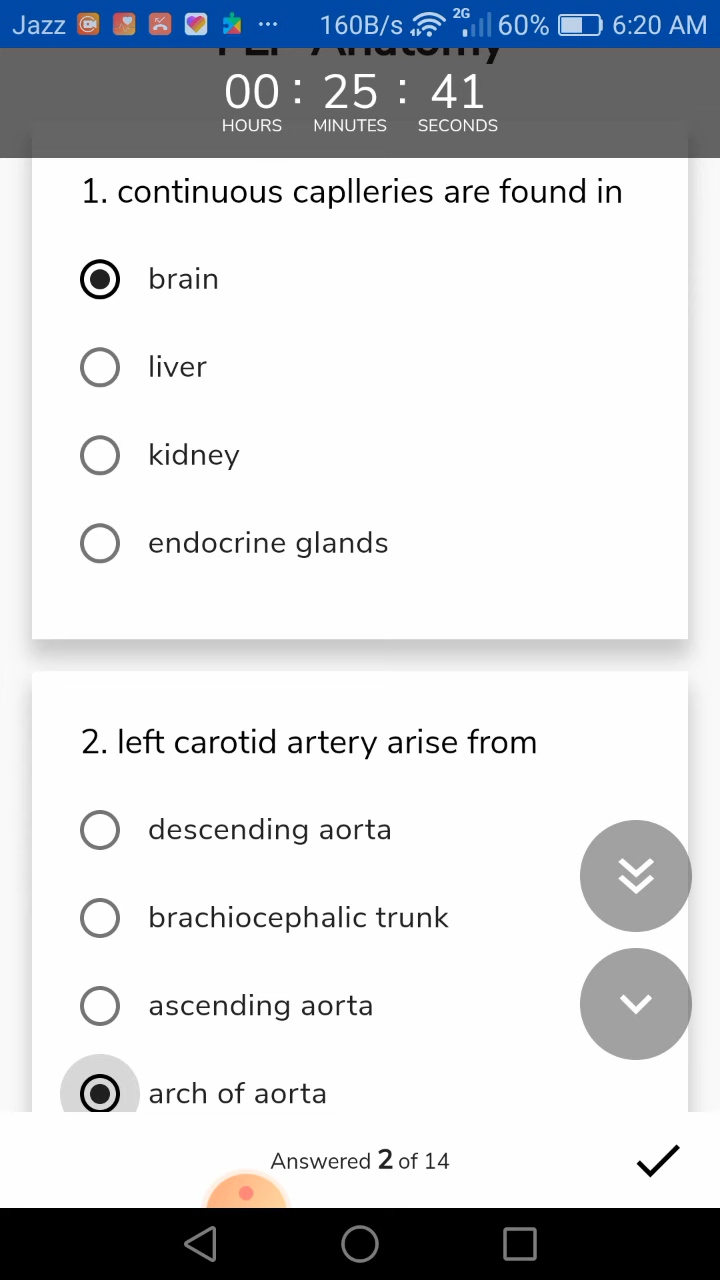 Jazz 160B/s 2G 60% 6:20 AM
Anatomy
00 : 25 : 41
HOURS MINUTES SECONDS
1. continuous caplleries are found in
brain
liver
kidney
endocrine glands
2. left carotid artery arise from
descending aorta
brachiocephalic trunk
ascending aorta
arch of aorta
Answered 2 of 14